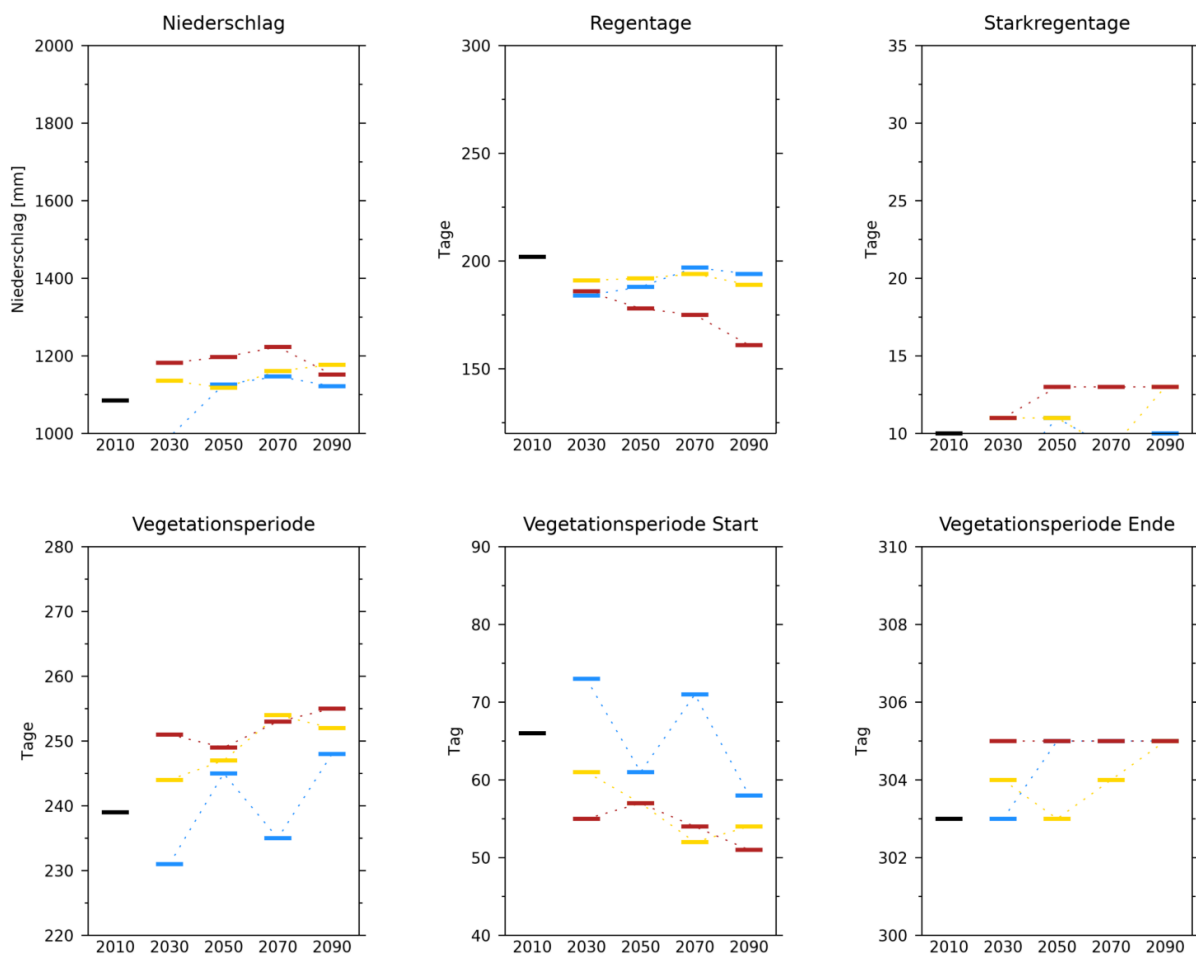 Niederschlag
Niederschlag [mm]
2000
1800
1600
1400
1200
1000
2010 2030 2050 2070 2090
Regentage
Tage
300
250
200
150
2010 2030 2050 2070 2090
Starkregentage
Tage
35
30
25
20
15
10
2010 2030 2050 2070 2090
Vegetationsperiode
Tage
280
270
260
250
240
230
220
2010 2030 2050 2070 2090
Vegetationsperiode Start
Tag
90
80
70
60
50
40
2010 2030 2050 2070 2090
Vegetationsperiode Ende
Tag
310
308
306
304
302
300
2010 2030 2050 2070 2090